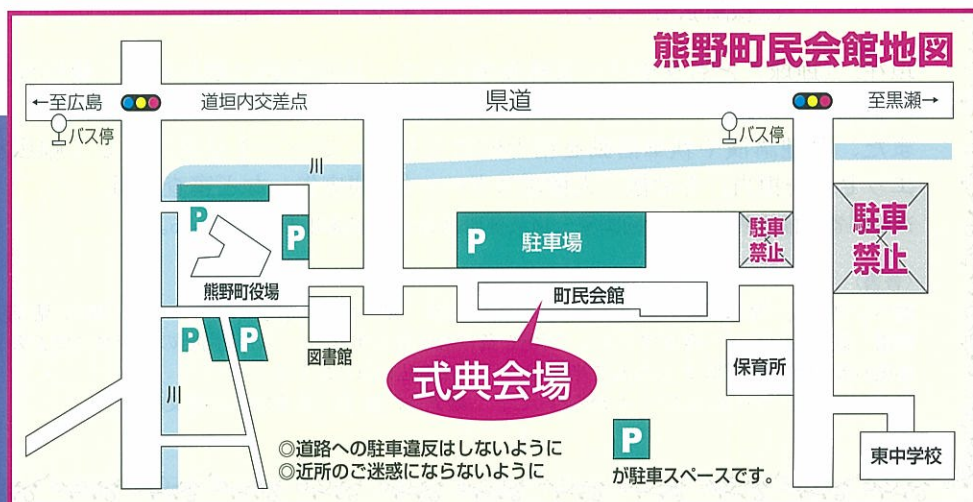 熊野町民会館地図
←至広島
道垣内交差点
県道
至黒瀬→
バス停
バス停
川
P
P
P 駐車場
駐車
禁止
駐車
禁止
熊野町役場
町民会館
P
P
図書館
式典会場
保育所
川
◎道路への駐車違反はしないように
◎近所のご迷惑にならないように
P
が駐車スペースです。
東中学校